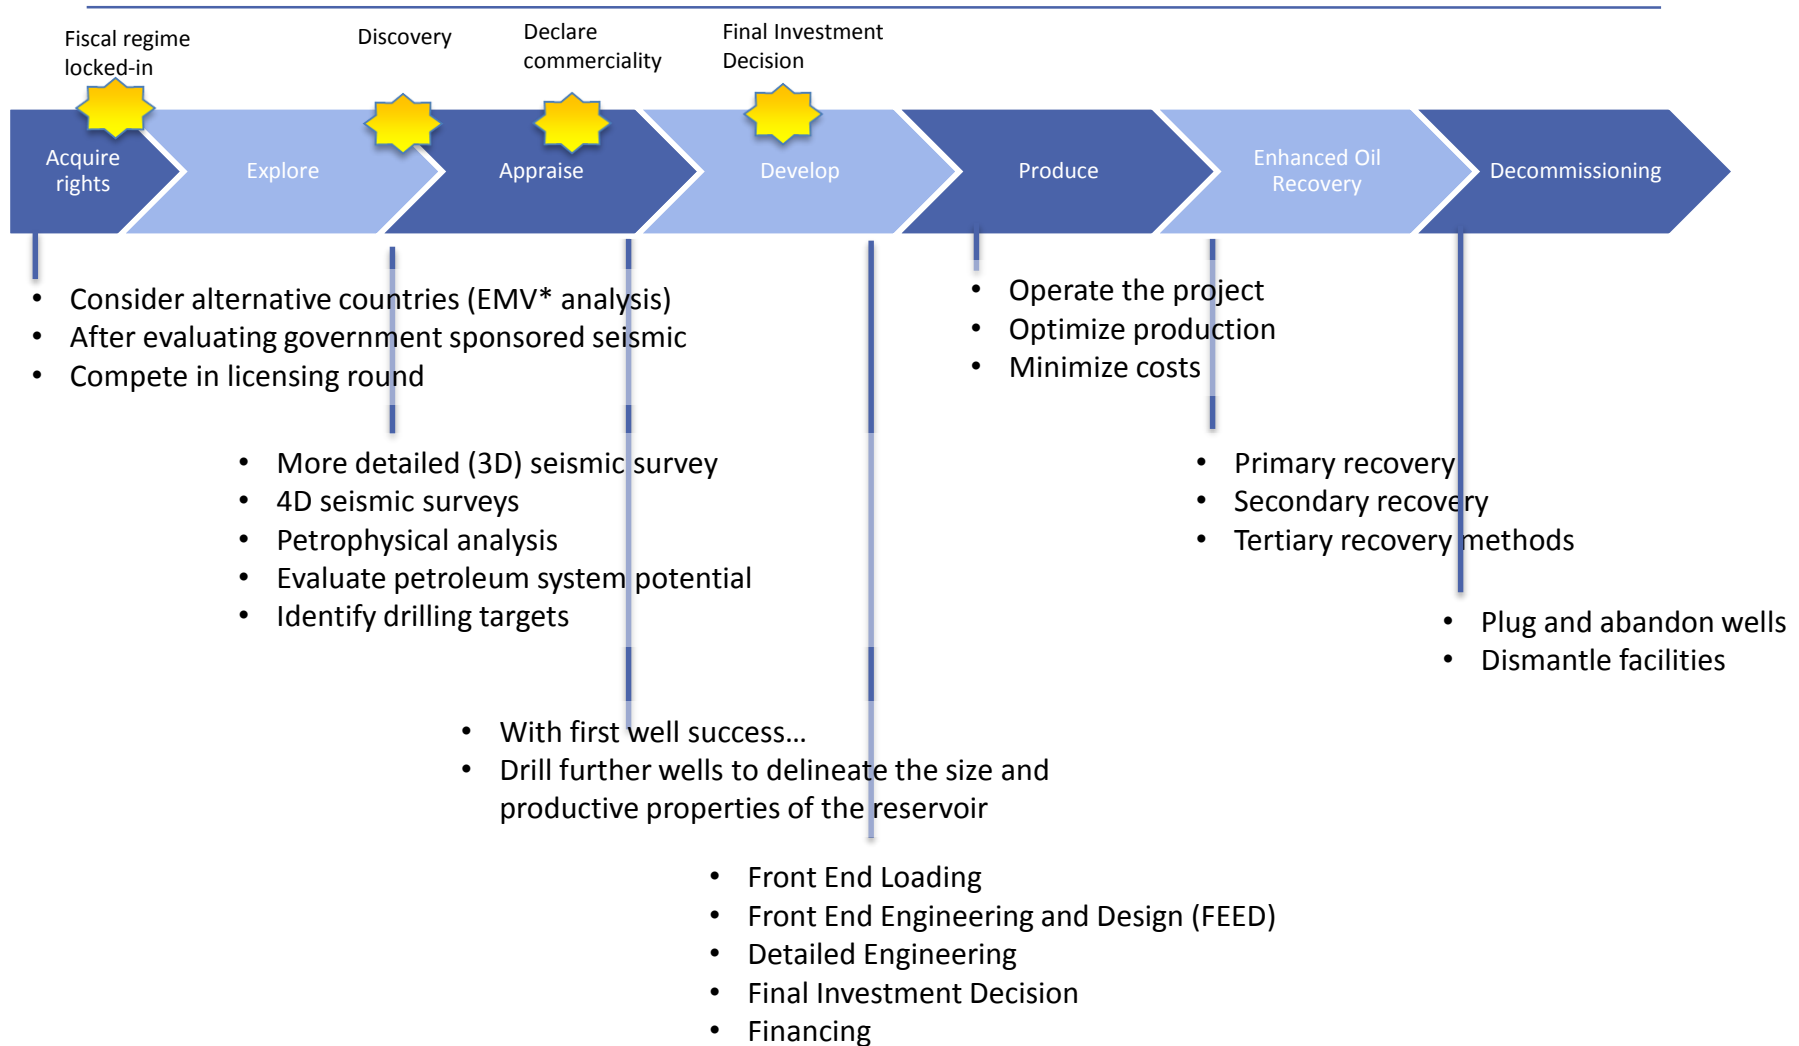 Fiscal regime
locked-in
Discovery
Declare
commerciality
Final Investment
Decision
Acquire
rights
Explore
Appraise
Develop
Produce
Enhanced Oil
Recovery
Decommissioning
• Consider alternative countries (EMV* analysis)
• After evaluating government sponsored seismic
• Compete in licensing round
• More detailed (3D) seismic survey
• 4D seismic surveys
• Petrophysical analysis
• Evaluate petroleum system potential
• Identify drilling targets
• With first well success...
• Drill further wells to delineate the size and
productive properties of the reservoir
• Front End Loading
• Front End Engineering and Design (FEED)
• Detailed Engineering
• Final Investment Decision
• Financing
• Operate the project
• Optimize production
• Minimize costs
• Primary recovery
• Secondary recovery
• Tertiary recovery methods
• Plug and abandon wells
• Dismantle facilities